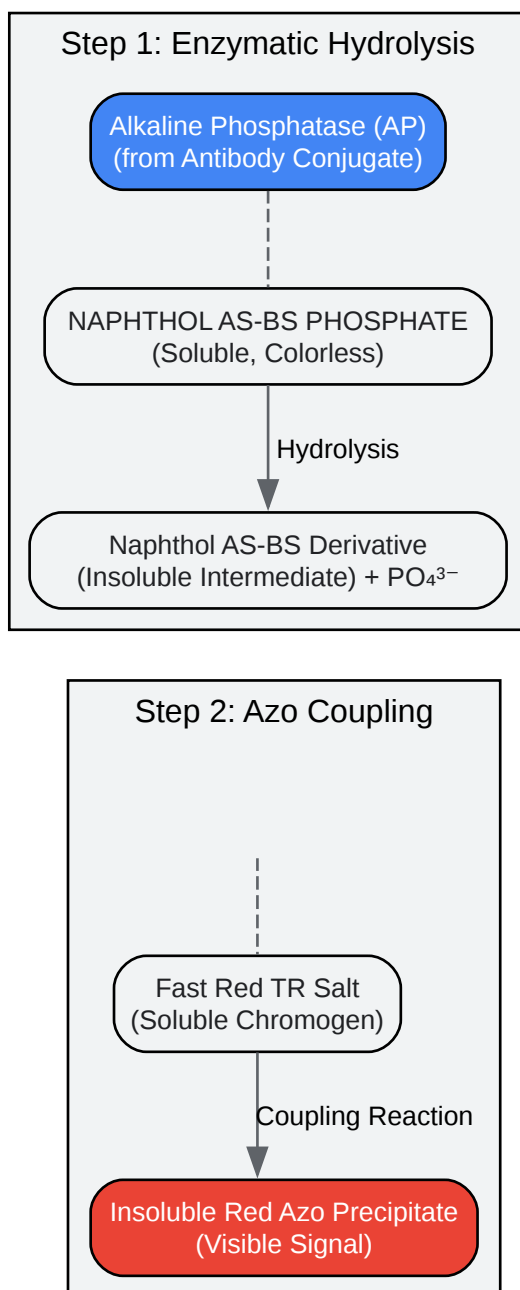 Step 1: Enzymatic Hydrolysis
Alkaline Phosphatase (AP)
(from Antibody Conjugate)
NAPHTHOL AS-BS PHOSPHATE
(Soluble, Colorless)
Hydrolysis
Naphthol AS-BS Derivative
(Insoluble Intermediate) + PO₄³⁻
Step 2: Azo Coupling
Fast Red TR Salt
(Soluble Chromogen)
Coupling Reaction
Insoluble Red Azo Precipitate
(Visible Signal)